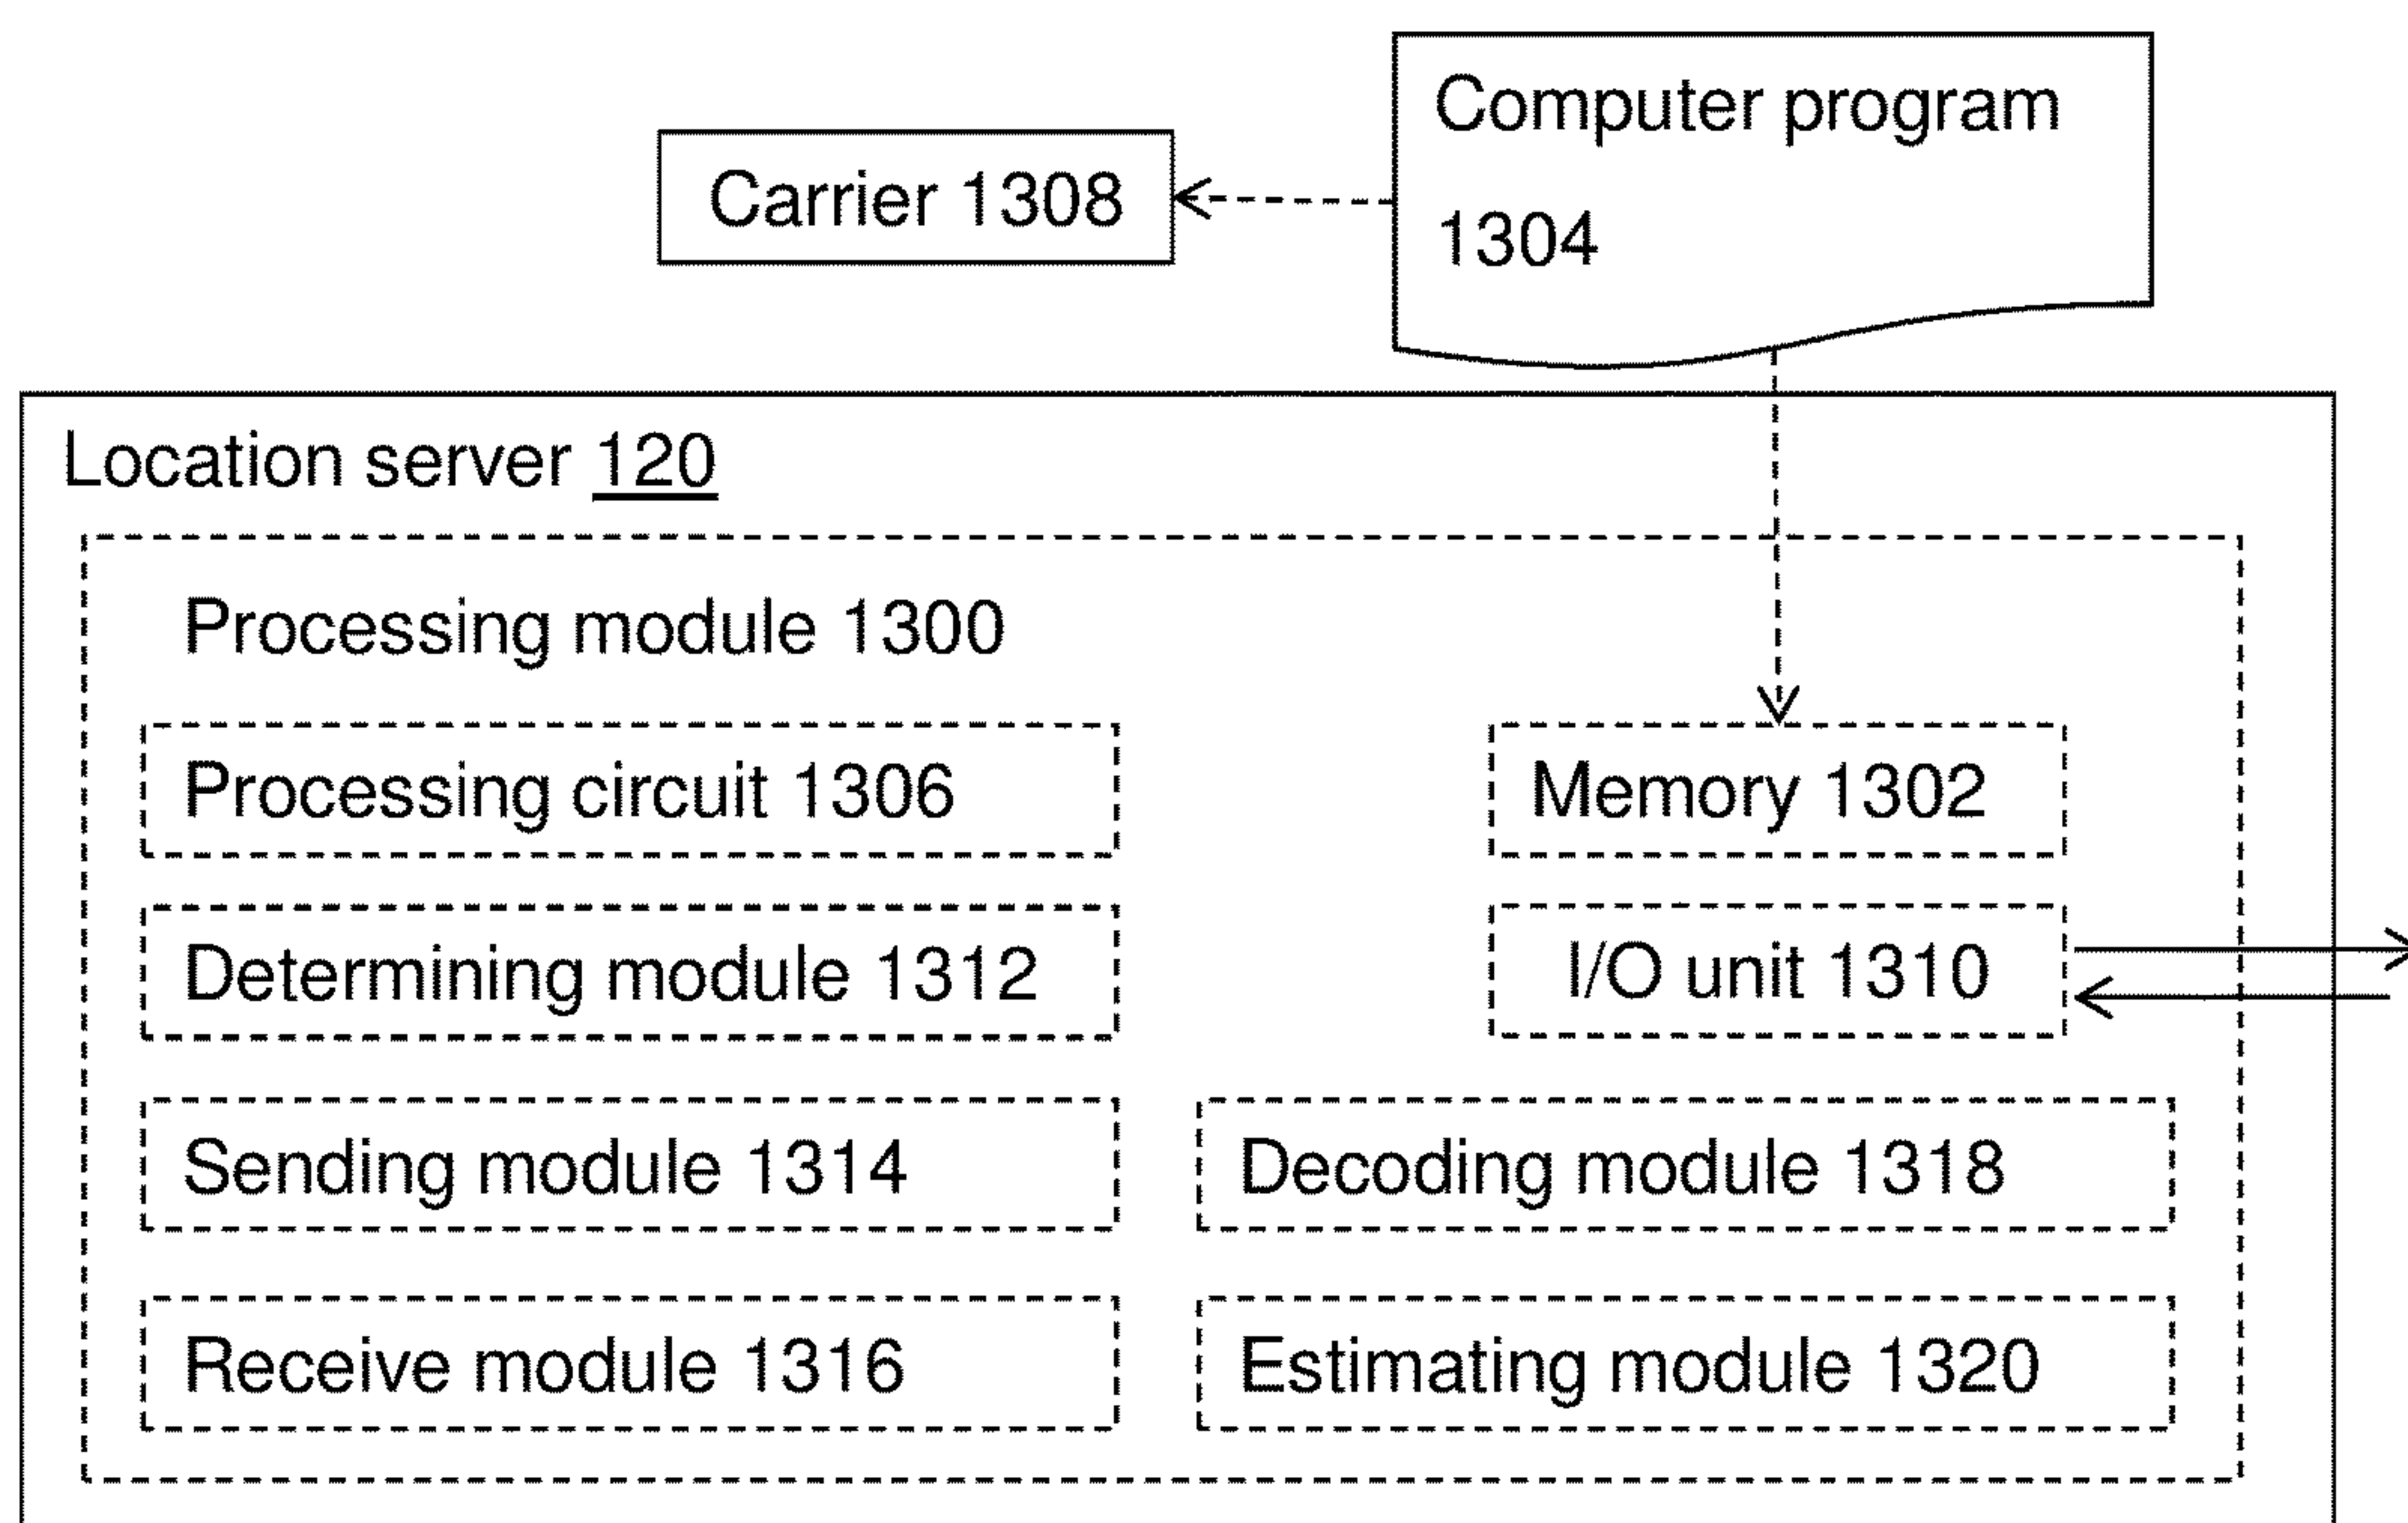 Computer program
1304
Carrier 1308
Location server 120
Processing module 1300
Processing circuit 1306
Memory 1302
Determining module 1312
I/O unit 1310
Sending module 1314
Decoding module 1318
Receive module 1316
Estimating module 1320